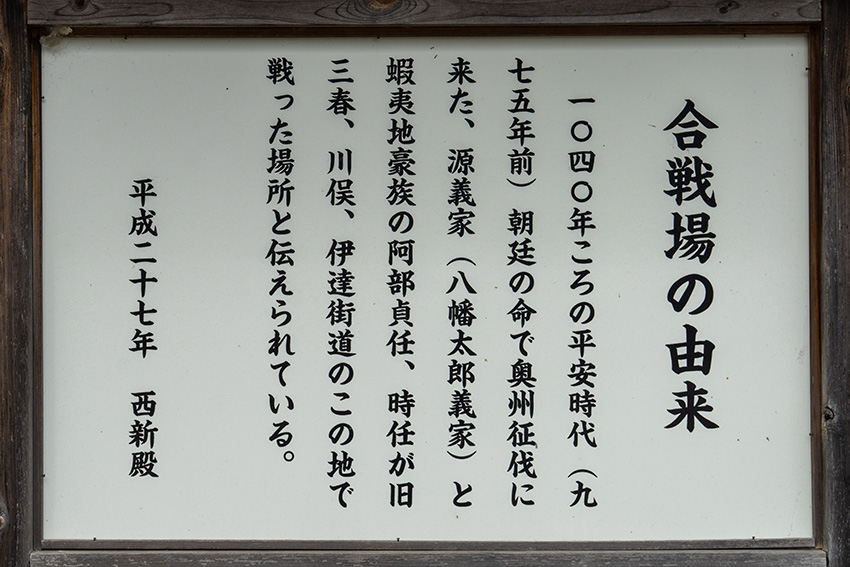 合戦場の由来
一〇四〇年ころの平安時代（九
七五年前）朝廷の命で奥州征伐に
来た、源義家（八幡太郎義家）と
蝦夷地豪族の阿部貞任、時任が旧
三春、川俣、伊達街道のこの地で
戦った場所と伝えられている。
平成二十七年　西新殿